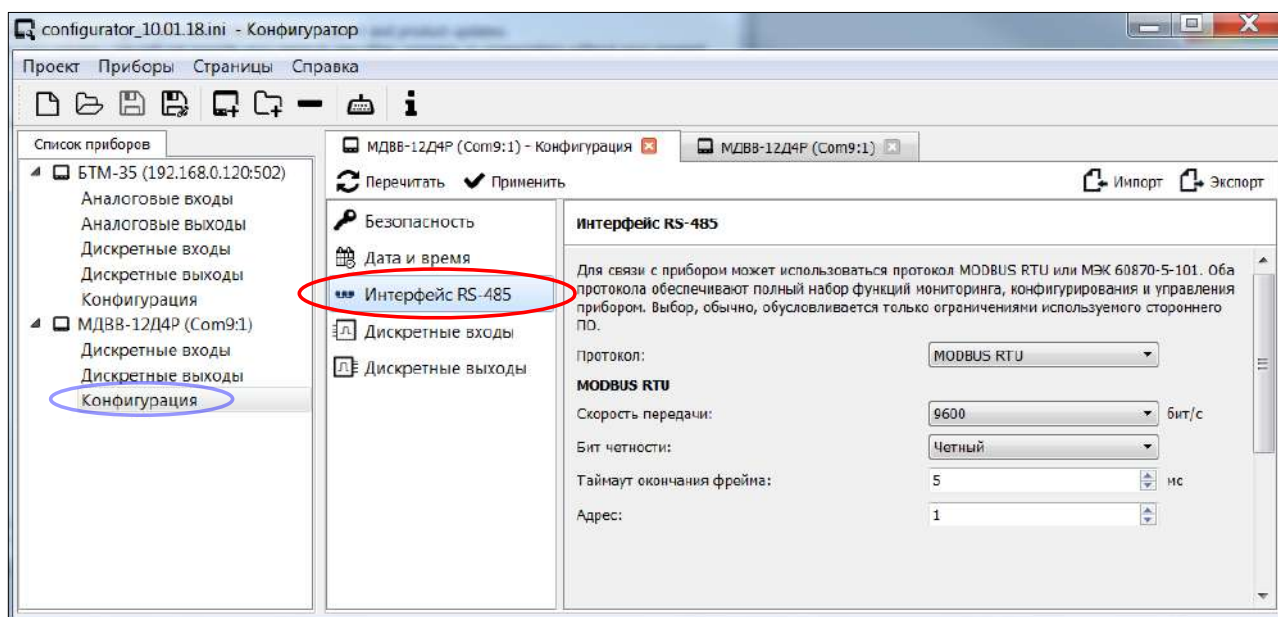 configurator_10.01.18.ini - Конфигуратор
Проект Приборы Страницы Справка
Список приборов
БТМ-35 (192.168.0.120:502)
Аналоговые входы
Аналоговые выходы
Дискретные входы
Дискретные выходы
Конфигурация
МДВВ-12Д4Р (Com9:1)
Дискретные входы
Дискретные выходы
Конфигурация
МДВВ-12Д4Р (Com9:1) - Конфигурация
МДВВ-12Д4Р (Com9:1)
Перечитать Применить
Импорт Экспорт
Безопасность
Дата и время
Интерфейс RS-485
Дискретные входы
Дискретные выходы
Интерфейс RS-485
Для связи с прибором может использоваться протокол MODBUS RTU или МЭК 60870-5-101. Оба
протокола обеспечивают полный набор функций мониторинга, конфигурирования и управления
прибором. Выбор, обычно, обусловливается только ограничениями используемого стороннего
ПО.
Протокол: MODBUS RTU
MODBUS RTU
Скорость передачи: 9600 бит/с
Бит четности: Четный
Таймаут окончания фрейма: 5 мс
Адрес: 1